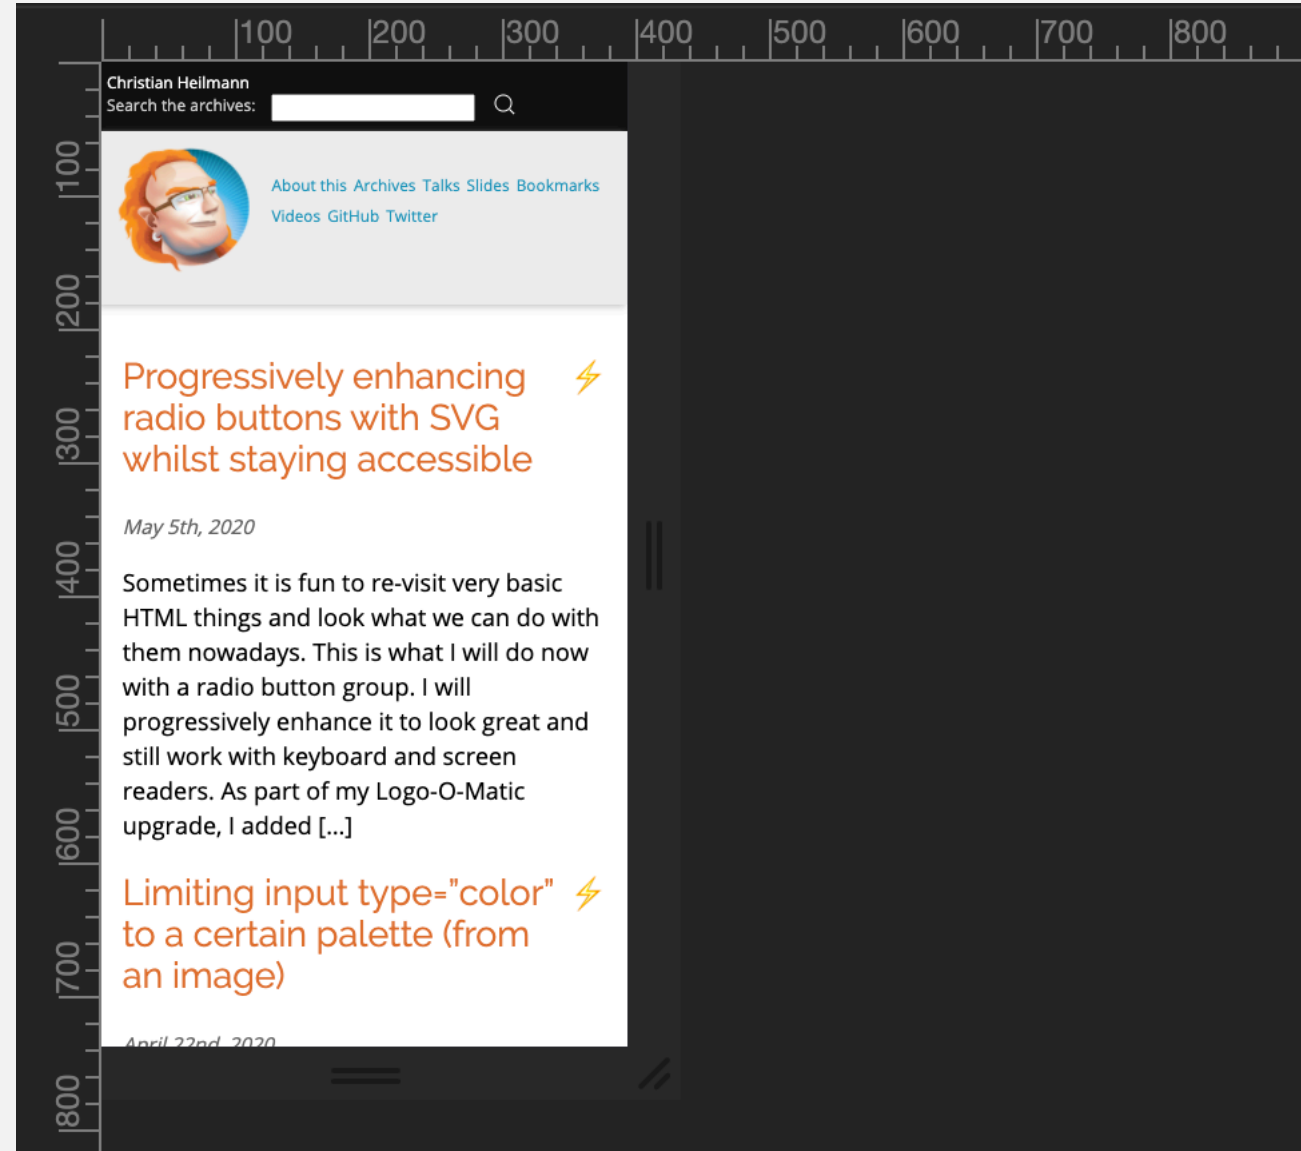 100 200 300 400 500 600 700 800
100
200
300
400
500
600
700
800
Christian Heilmann
Search the archives:
About this Archives Talks Slides Bookmarks
Videos GitHub Twitter
Progressively enhancing ⚡
radio buttons with SVG
whilst staying accessible
May 5th, 2020
Sometimes it is fun to re-visit very basic
HTML things and look what we can do with
them nowadays. This is what I will do now
with a radio button group. I will
progressively enhance it to look great and
still work with keyboard and screen
readers. As part of my Logo-O-Matic
upgrade, I added [...]
Limiting input type="color" ⚡
to a certain palette (from
an image)
April 22nd, 2020